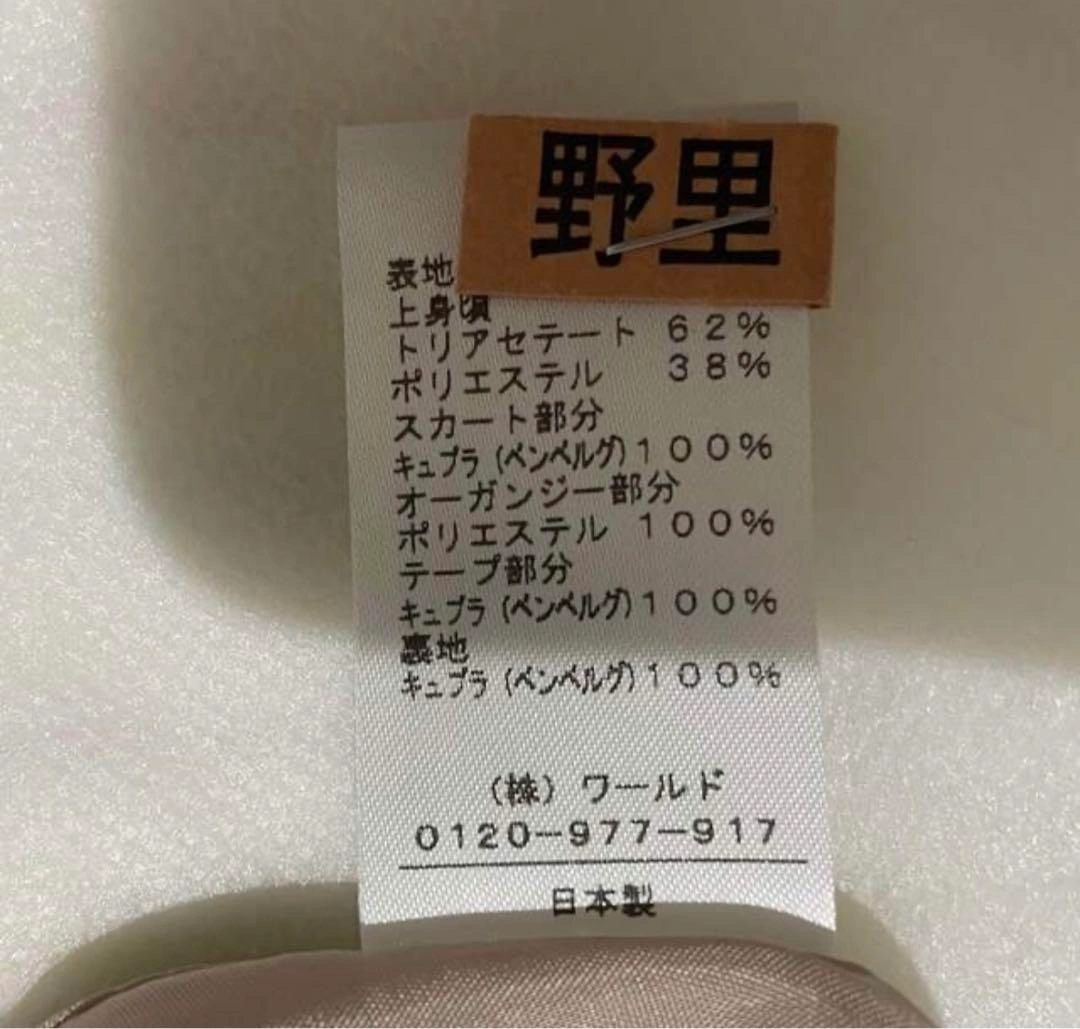 野里
表地
上身頃
トリアセテート 62%
ポリエステル 38%
スカート部分
キュプラ(ベンベルグ)100%
オーガンジー部分
ポリエステル 100%
テープ部分
キュプラ(ベンベルグ)100%
裏地
キュプラ(ベンベルグ)100%
(株)ワールド
0120-977-917
日本製